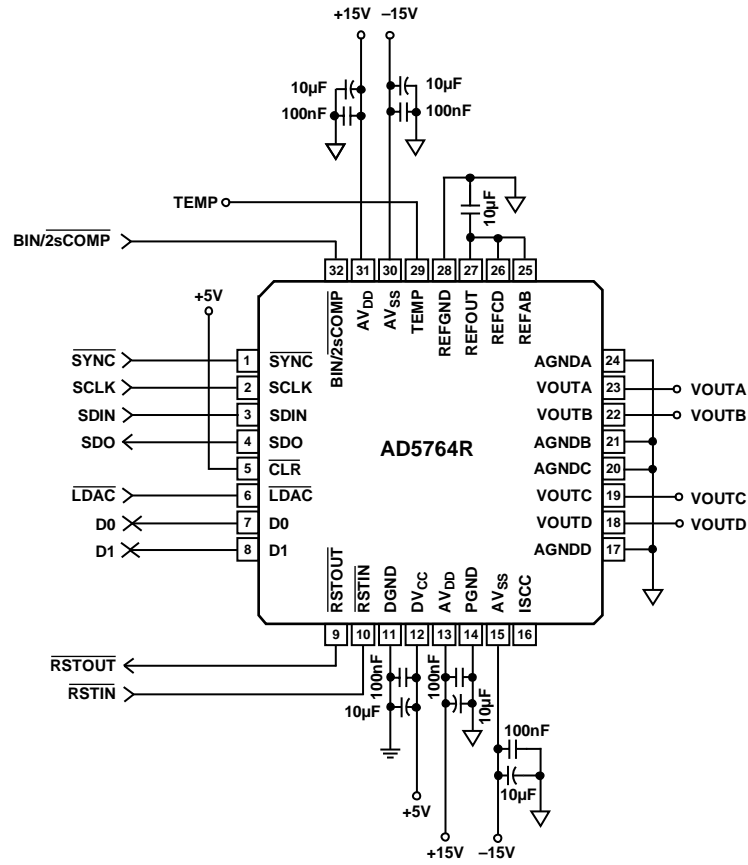 +15V –15V
10µF 10µF
100nF 100nF
TEMP
10µF
BIN/2sCOMP
+5V
32 31 30 29 28 27 26 25
BIN/2sCOMP AVDD AVSS TEMP REFGND REFOUT REFCD REFAB
SYNC 1 SYNC
SCLK 2 SCLK
SDIN 3 SDIN
SDO 4 SDO
5 CLR
LDAC 6 LDAC
D0 7 D0
D1 8 D1
AD5764R
AGNDA 24
VOUTA 23 VOUTA
VOUTB 22 VOUTB
AGNDB 21
AGNDC 20
VOUTC 19 VOUTC
VOUTD 18 VOUTD
AGNDD 17
RSTOUT RSTIN DGND DVCC AVDD PGND AVSS ISCC
9 10 11 12 13 14 15 16
RSTOUT
RSTIN
100nF 100nF
10µF 10µF
100nF
10µF
+5V
+15V –15V